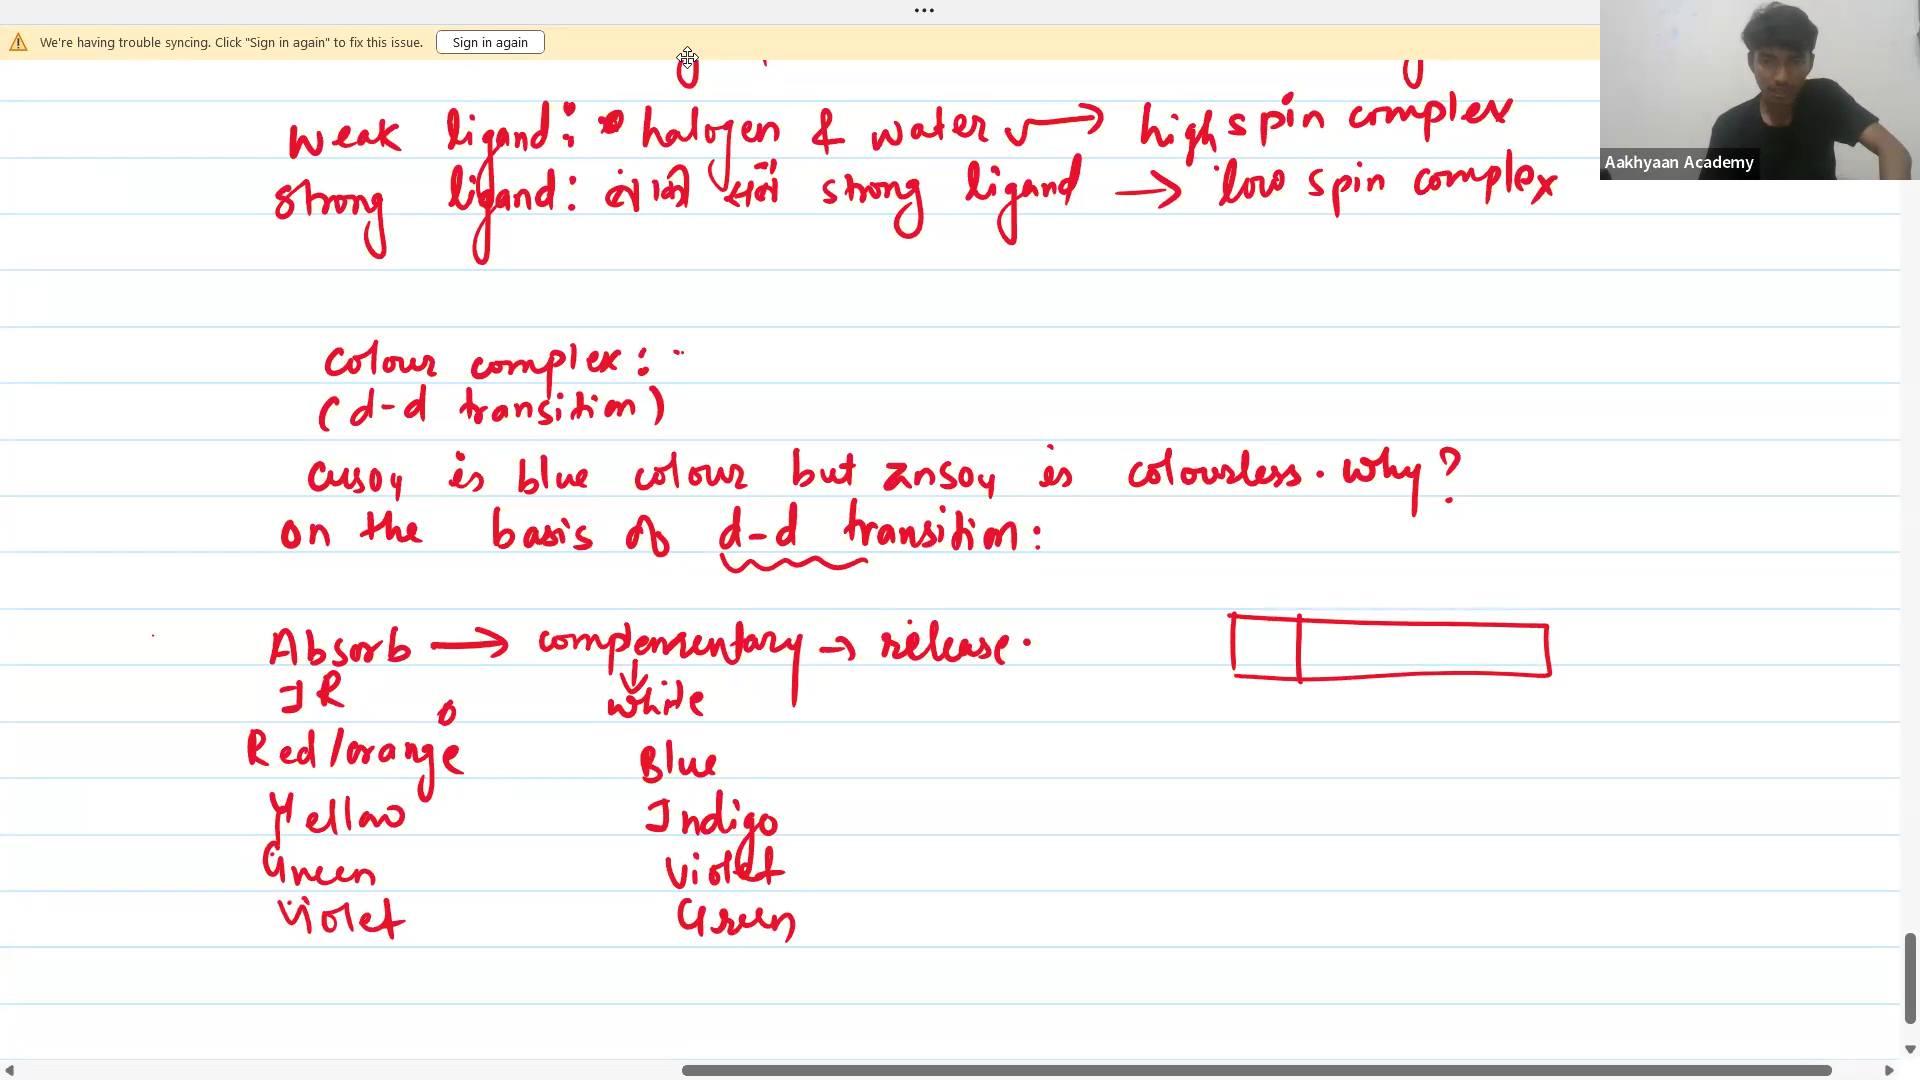 We're having trouble syncing. Click "Sign in again" to fix this issue. Sign in again
Aakhyaan Academy
weak ligand: halogen & water → high spin complex
strong ligand: strong ligand → low spin complex
colour complex:
(d-d transition)
CuSO4 is blue colour but ZnSO4 is colourless. Why?
on the basis of d-d transition:
Absorb → complementary → release.
IR white
Red/orange Blue
Yellow Indigo
Green Violet
Violet Green